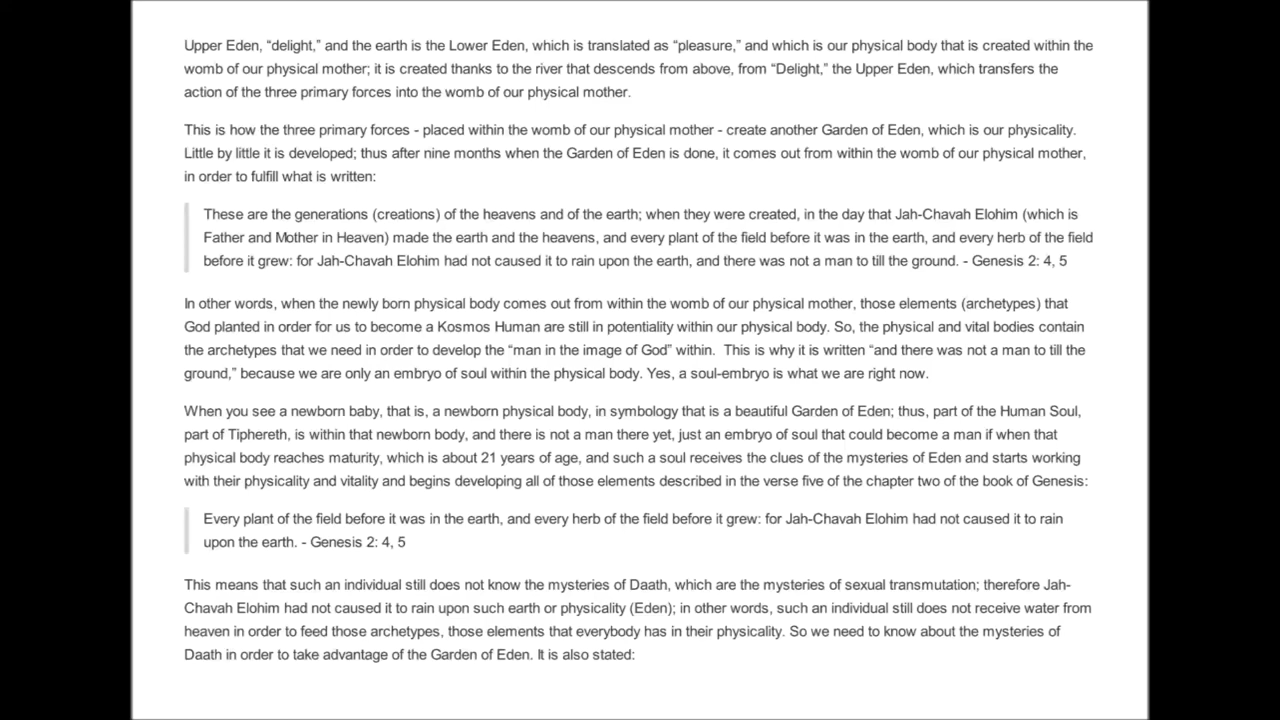 Upper Eden, “delight,” and the earth is the Lower Eden, which is translated as “pleasure,” and which is our physical body that is created within the
womb of our physical mother; it is created thanks to the river that descends from above, from “Delight,” the Upper Eden, which transfers the
action of the three primary forces into the womb of our physical mother.
This is how the three primary forces - placed within the womb of our physical mother - create another Garden of Eden, which is our physicality.
Little by little it is developed; thus after nine months when the Garden of Eden is done, it comes out from within the womb of our physical mother,
in order to fulfill what is written:
These are the generations (creations) of the heavens and of the earth; when they were created, in the day that Jah-Chavah Elohim (which is
Father and Mother in Heaven) made the earth and the heavens, and every plant of the field before it was in the earth, and every herb of the field
before it grew: for Jah-Chavah Elohim had not caused it to rain upon the earth, and there was not a man to till the ground. - Genesis 2: 4, 5
In other words, when the newly born physical body comes out from within the womb of our physical mother, those elements (archetypes) that
God planted in order for us to become a Kosmos Human are still in potentiality within our physical body. So, the physical and vital bodies contain
the archetypes that we need in order to develop the “man in the image of God” within.  This is why it is written “and there was not a man to till the
ground,” because we are only an embryo of soul within the physical body. Yes, a soul-embryo is what we are right now.
When you see a newborn baby, that is, a newborn physical body, in symbology that is a beautiful Garden of Eden; thus, part of the Human Soul,
part of Tiphereth, is within that newborn body, and there is not a man there yet, just an embryo of soul that could become a man if when that
physical body reaches maturity, which is about 21 years of age, and such a soul receives the clues of the mysteries of Eden and starts working
with their physicality and vitality and begins developing all of those elements described in the verse five of the chapter two of the book of Genesis:
Every plant of the field before it was in the earth, and every herb of the field before it grew: for Jah-Chavah Elohim had not caused it to rain
upon the earth. - Genesis 2: 4, 5
This means that such an individual still does not know the mysteries of Daath, which are the mysteries of sexual transmutation; therefore Jah-
Chavah Elohim had not caused it to rain upon such earth or physicality (Eden); in other words, such an individual still does not receive water from
heaven in order to feed those archetypes, those elements that everybody has in their physicality. So we need to know about the mysteries of
Daath in order to take advantage of the Garden of Eden. It is also stated: